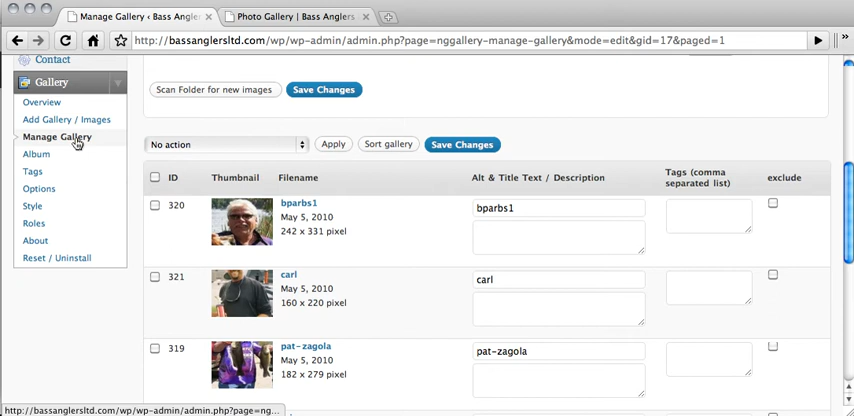 Manage Gallery ‹ Bass Angler
Photo Gallery | Bass Anglers
http://bassanglersltd.com/wp/wp-admin/admin.php?page=nggallery-manage-gallery&mode=edit&gid=17&paged=1
Contact
Gallery
Overview
Add Gallery / Images
Manage Gallery
Album
Tags
Options
Style
Roles
About
Reset / Uninstall
Scan Folder for new images
Save Changes
No action
Apply
Sort gallery
Save Changes
ID
Thumbnail
Filename
Alt & Title Text / Description
Tags (comma
separated list)
exclude
320
bparbs1
May 5, 2010
242 x 331 pixel
bparbs1
321
carl
May 5, 2010
160 x 220 pixel
carl
319
pat-zagola
May 5, 2010
182 x 279 pixel
pat-zagola
http://bassanglersltd.com/wp/wp-admin/admin.php?page=ng...